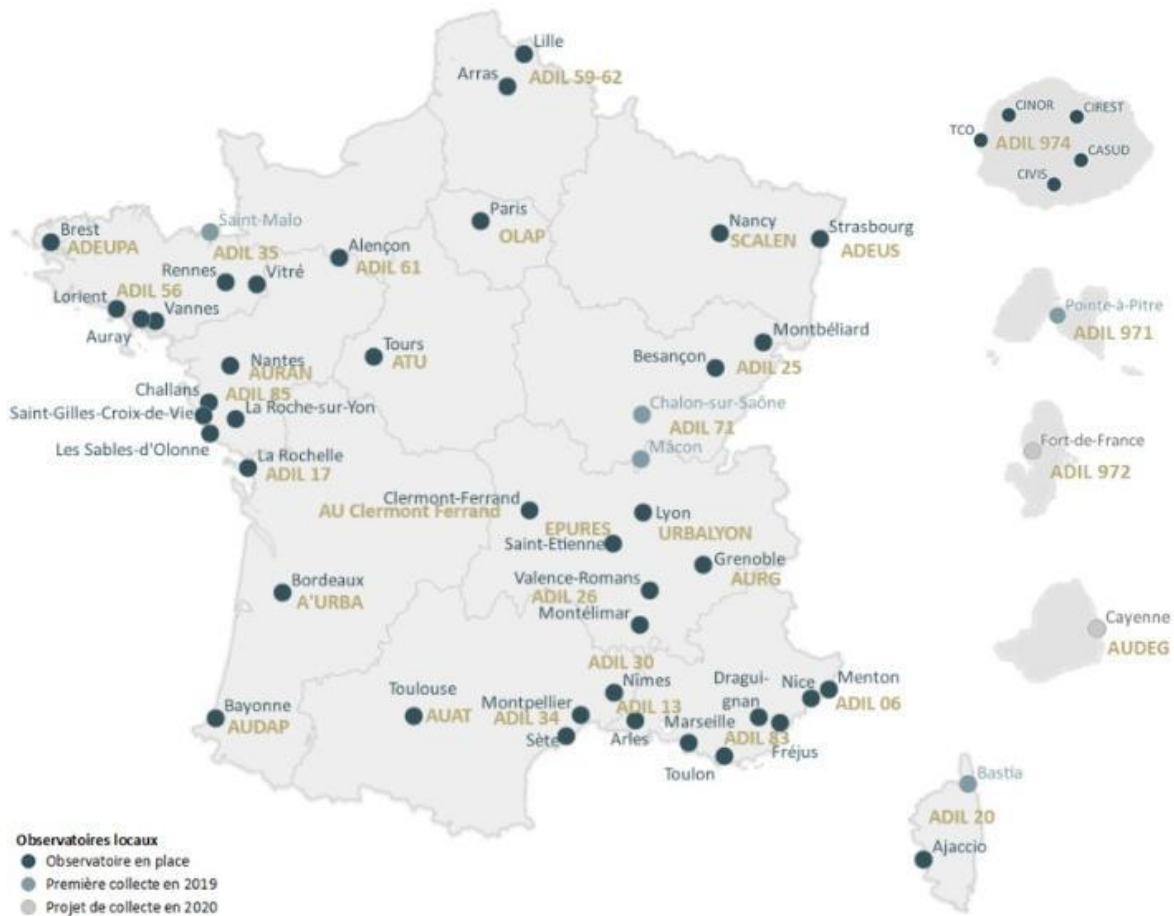 Lille
ADIL 59-62
Arras
CINOR
CIREST
TCO
ADIL 974
CASUD
CIVIS
Paris
OLAP
Saint-Malo
Brest
ADEUPA
ADIL 35
Alençon
ADIL 61
Nancy
SCALEN
Strasbourg
ADEUS
Rennes
Vitré
ADIL 56
Lorient
Vannes
Auray
Pointe-à-Pitre
ADIL 971
Montbéliard
Tours
ATU
Besançon
ADIL 25
Nantes
AURAN
Challans
ADIL 85
Saint-Gilles-Croix-de-Vie
La Roche-sur-Yon
Les Sables-d'Olonne
Chalon-sur-Saône
ADIL 71
Mâcon
Fort-de-France
ADIL 972
La Rochelle
ADIL 17
Clermont-Ferrand
AU Clermont Ferrand
EPURES
Saint-Etienne
Lyon
URBALYON
Grenoble
AURG
Bordeaux
A'URBA
Valence-Romans
ADIL 26
Montélimar
Cayenne
AUDEG
ADIL 30
Nîmes
ADIL 13
Arles
Toulouse
AUAT
Montpellier
ADIL 34
Sète
Bayonne
AUDAP
Dragui-
gnan
Nice
Menton
ADIL 06
Marseille
ADIL 83
Fréjus
Toulon
Bastia
ADIL 20
Ajaccio
Observatoires locaux
Observatoire en place
Première collecte en 2019
Projet de collecte en 2020